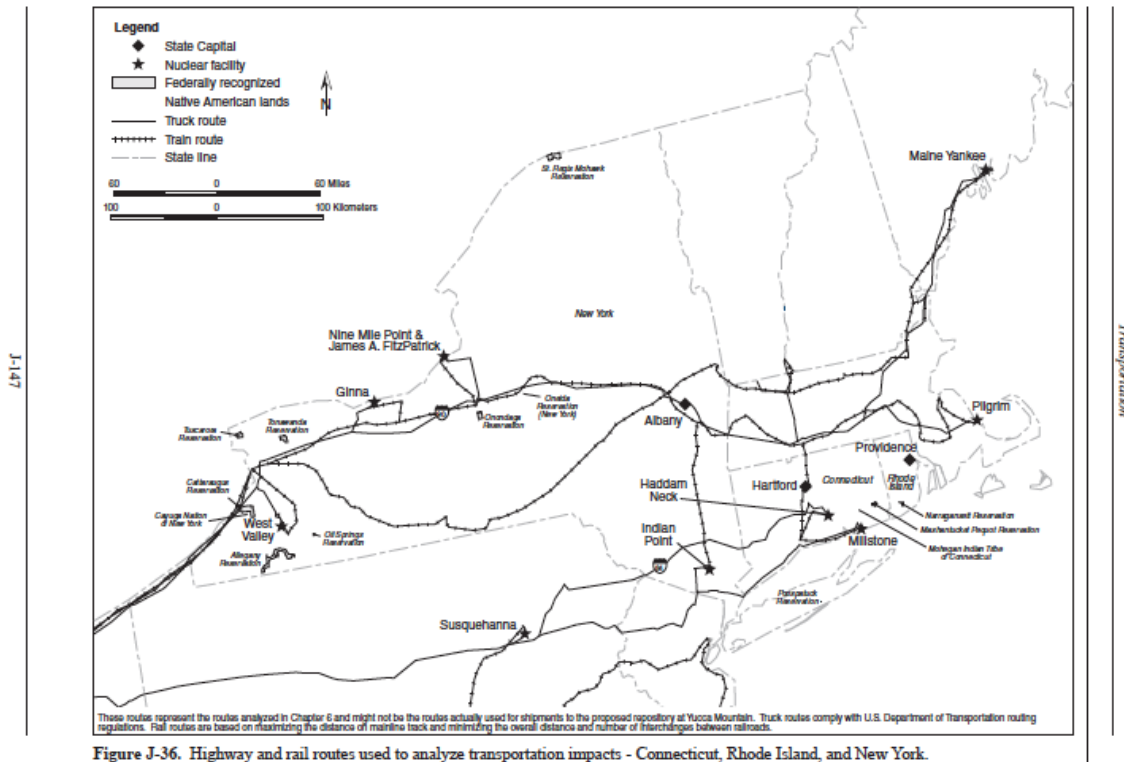 Legend
State Capital
Nuclear facility
Federally recognized
Native American lands
Truck route
Train route
State line
N
60 0 60 Miles
100 0 100 Kilometers
St. Regis Mohawk
Reservation
Maine Yankee
New York
Nine Mile Point &
James A. FitzPatrick
Ginna
Oneida
Reservation
(New York)
Onondaga
Reservation
Tuscarora
Reservation
Tonawanda
Reservation
Albany
Pilgrim
Providence
Cattaraugus
Reservation
Cayuga Nation
of New York
West
Valley
Oil Springs
Reservation
Allegany
Reservation
Haddam
Neck
Hartford
Connecticut
Rhode
Island
Narragansett Reservation
Mashantucket Pequot Reservation
Mohegan Indian Tribe
of Connecticut
Indian
Point
Millstone
Poospatuck
Reservation
Susquehanna
These routes represent the routes analyzed in Chapter 6 and might not be the routes actually used for shipments to the proposed repository at Yucca Mountain. Truck routes comply with U.S. Department of Transportation routing
regulations. Rail routes are based on maximizing the distance on mainline track and minimizing the overall distance and number of interchanges between railroads.
Figure J-36. Highway and rail routes used to analyze transportation impacts - Connecticut, Rhode Island, and New York.
J-147
Transportation